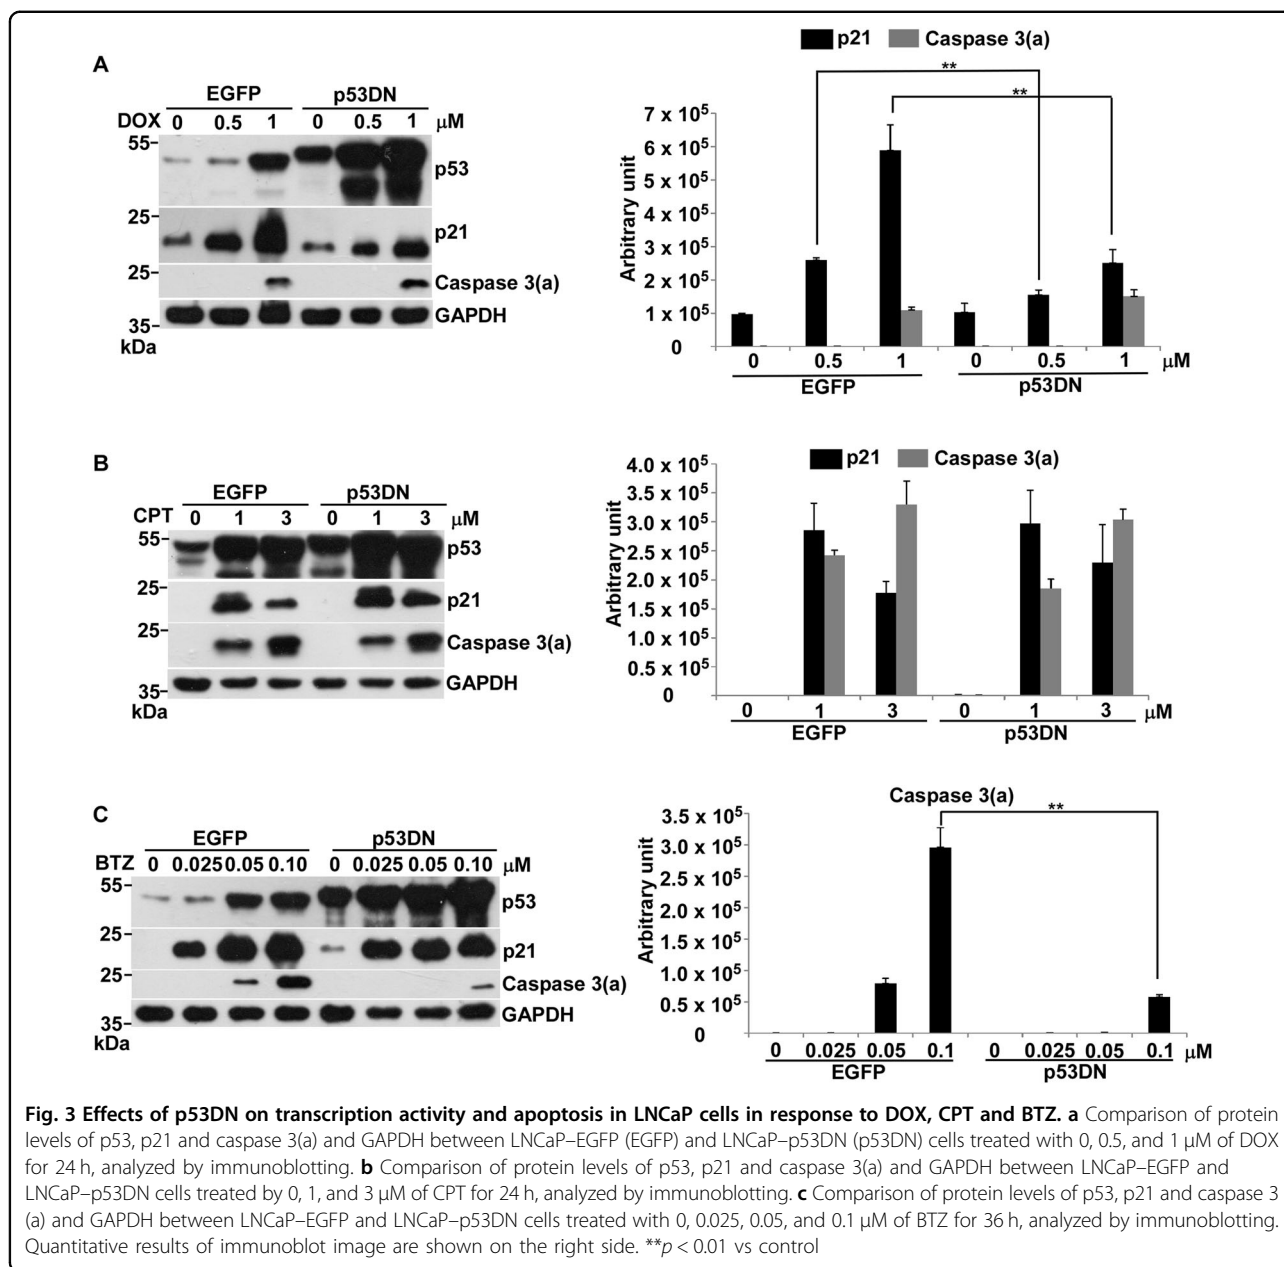 A
EGFP p53DN
DOX 0 0.5 1 0 0.5 1 μM
55-
p53
25-
p21
25-
Caspase 3(a)
GAPDH
35-
kDa
p21 Caspase 3(a)
**
**
Arbitrary unit
7 x 10⁵
6 x 10⁵
5 x 10⁵
4 x 10⁵
3 x 10⁵
2 x 10⁵
1 x 10⁵
0
0 0.5 1 0 0.5 1 μM
EGFP p53DN
B
EGFP p53DN
CPT 0 1 3 0 1 3 μM
55-
p53
25-
p21
25-
Caspase 3(a)
GAPDH
35-
kDa
p21 Caspase 3(a)
Arbitrary unit
4.0 x 10⁵
3.5 x 10⁵
3.0 x 10⁵
2.5 x 10⁵
2.0 x 10⁵
1.5 x 10⁵
1.0 x 10⁵
0.5 x 10⁵
0
0 1 3 0 1 3 μM
EGFP p53DN
C
EGFP p53DN
BTZ 0 0.025 0.05 0.10 0 0.025 0.05 0.10 μM
55-
p53
25-
p21
25-
Caspase 3(a)
GAPDH
35-
kDa
Caspase 3(a)
**
Arbitrary unit
3.5 x 10⁵
3.0 x 10⁵
2.5 x 10⁵
2.0 x 10⁵
1.5 x 10⁵
1.0 x 10⁵
0.5 x 10⁵
0
0 0.025 0.05 0.1 0 0.025 0.05 0.1 μM
EGFP p53DN
Fig. 3 Effects of p53DN on transcription activity and apoptosis in LNCaP cells in response to DOX, CPT and BTZ. a Comparison of protein
levels of p53, p21 and caspase 3(a) and GAPDH between LNCaP–EGFP (EGFP) and LNCaP–p53DN (p53DN) cells treated with 0, 0.5, and 1 μM of DOX
for 24 h, analyzed by immunoblotting. b Comparison of protein levels of p53, p21 and caspase 3(a) and GAPDH between LNCaP–EGFP and
LNCaP–p53DN cells treated by 0, 1, and 3 μM of CPT for 24 h, analyzed by immunoblotting. c Comparison of protein levels of p53, p21 and caspase 3
(a) and GAPDH between LNCaP–EGFP and LNCaP–p53DN cells treated with 0, 0.025, 0.05, and 0.1 μM of BTZ for 36 h, analyzed by immunoblotting.
Quantitative results of immunoblot image are shown on the right side. **p < 0.01 vs control